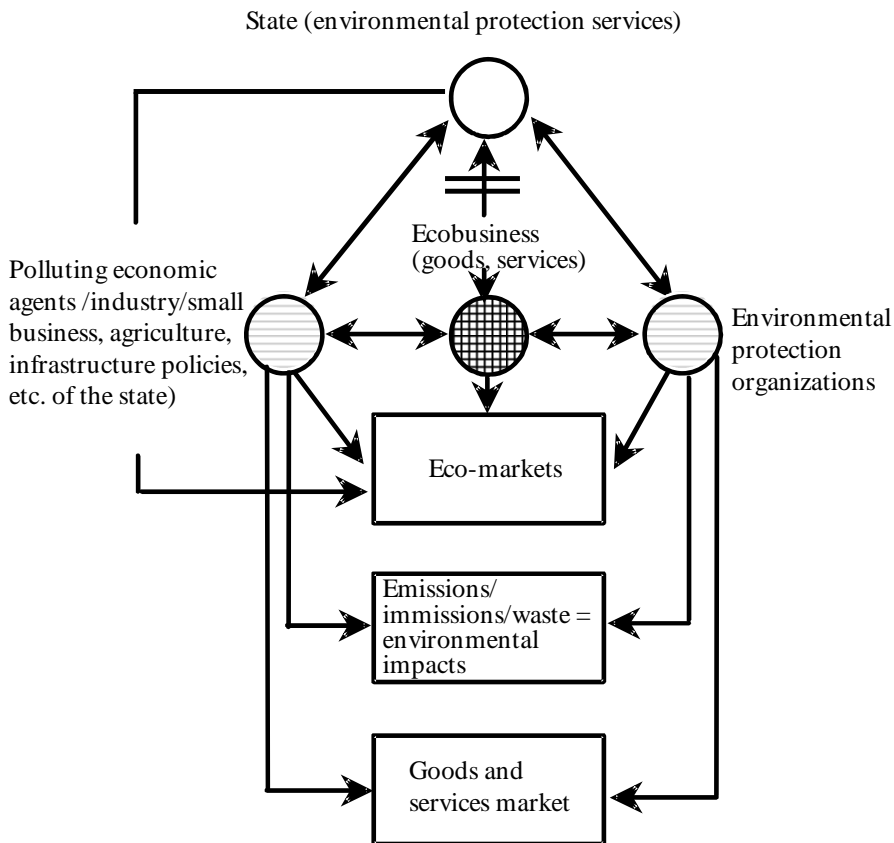 State (environmental protection services)
Ecobusiness
(goods, services)
Polluting economic
agents /industry/small
business, agriculture,
infrastructure policies,
etc. of the state)
Environmental
protection
organizations
Eco-markets
Emissions/
immissions/waste =
environmental
impacts
Goods and
services market